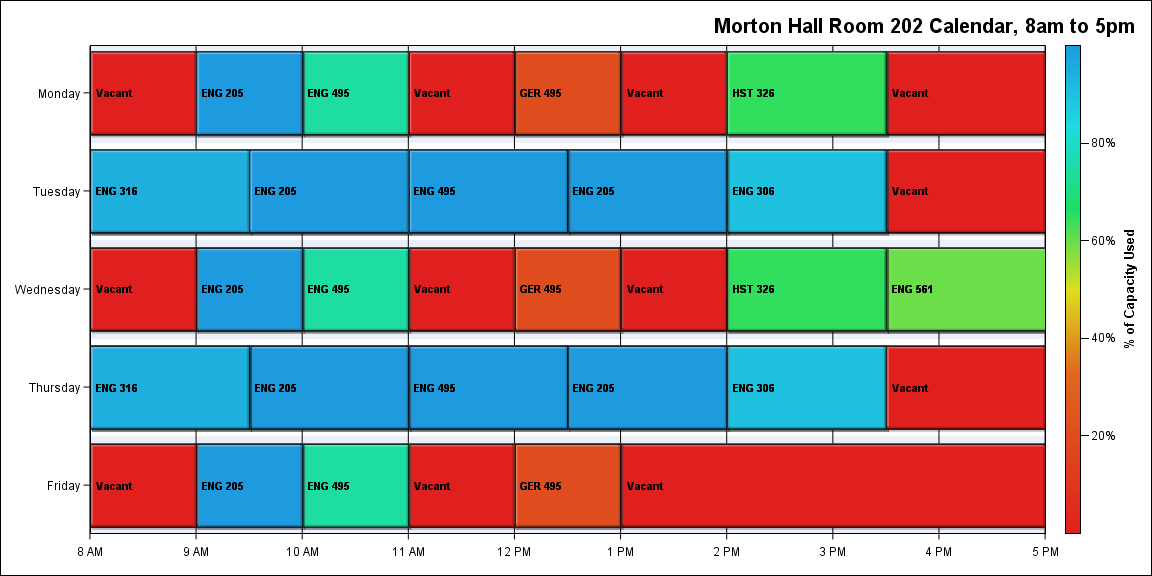 Morton Hall Room 202 Calendar, 8am to 5pm
Monday
Vacant
ENG 205
ENG 495
Vacant
GER 495
Vacant
HST 326
Vacant
Tuesday
ENG 316
ENG 205
ENG 495
ENG 205
ENG 306
Vacant
Wednesday
Vacant
ENG 205
ENG 495
Vacant
GER 495
Vacant
HST 326
ENG 561
Thursday
ENG 316
ENG 205
ENG 495
ENG 205
ENG 306
Vacant
Friday
Vacant
ENG 205
ENG 495
Vacant
GER 495
Vacant
8 AM
9 AM
10 AM
11 AM
12 PM
1 PM
2 PM
3 PM
4 PM
5 PM
80%
60%
40%
20%
% of Capacity Used